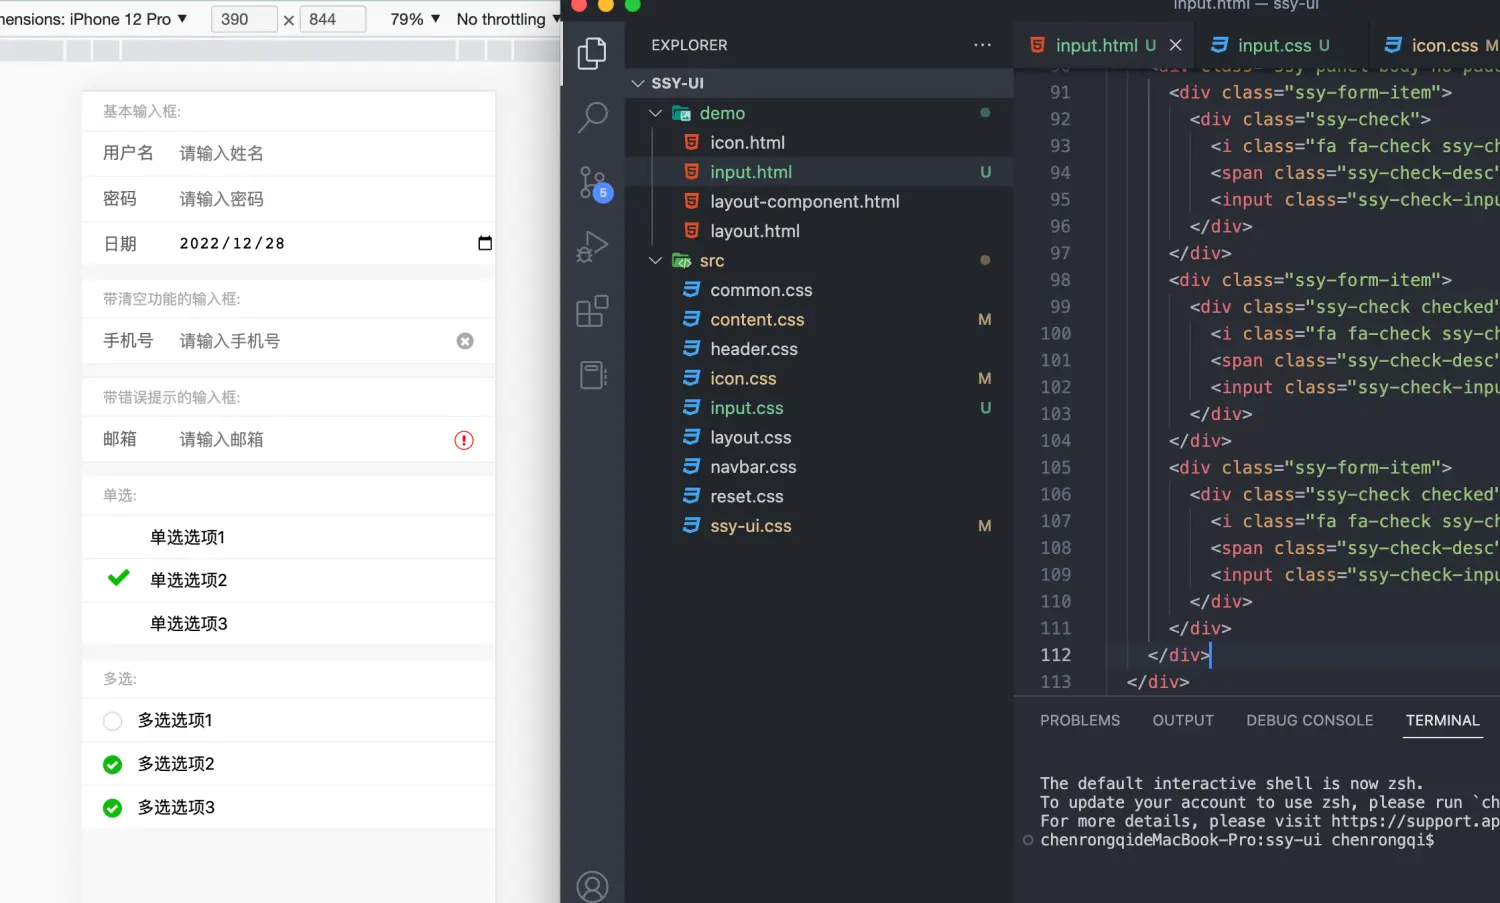 mensions: iPhone 12 Pro ▼ 390 × 844 79% ▼ No throttling ▼
基本输入框:
用户名 请输入姓名
密码 请输入密码
日期 2022/12/28
带清空功能的输入框:
手机号 请输入手机号
带错误提示的输入框:
邮箱 请输入邮箱
单选:
单选选项1
单选选项2
单选选项3
多选:
多选选项1
多选选项2
多选选项3
input.html — ssy-ui
5
EXPLORER ...
SSY-UI
demo
icon.html
input.html U
layout-component.html
layout.html
src
common.css
content.css M
header.css
icon.css M
input.css U
layout.css
navbar.css
reset.css
ssy-ui.css M
input.html U × input.css U icon.css M
91 <div class="ssy-form-item">
92 <div class="ssy-check">
93 <i class="fa fa-check ssy-ch
94 <span class="ssy-check-desc"
95 <input class="ssy-check-inpu
96 </div>
97 </div>
98 <div class="ssy-form-item">
99 <div class="ssy-check checked"
100 <i class="fa fa-check ssy-ch
101 <span class="ssy-check-desc"
102 <input class="ssy-check-inpu
103 </div>
104 </div>
105 <div class="ssy-form-item">
106 <div class="ssy-check checked"
107 <i class="fa fa-check ssy-ch
108 <span class="ssy-check-desc"
109 <input class="ssy-check-inpu
110 </div>
111 </div>
112 </div>
113 </div>
PROBLEMS OUTPUT DEBUG CONSOLE TERMINAL
The default interactive shell is now zsh.
To update your account to use zsh, please run `ch
For more details, please visit https://support.ap
chenrongqideMacBook-Pro:ssy-ui chenrongqi$